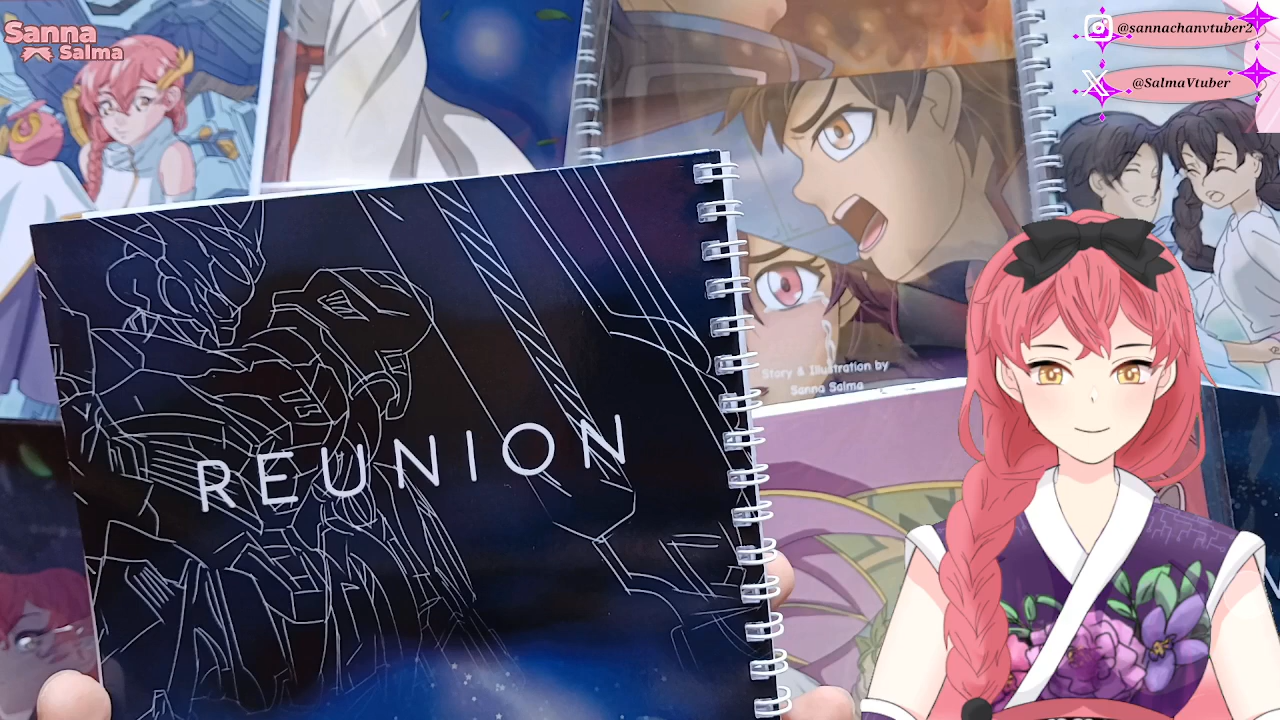 Sanna
Salma
@sannachanvtuber2
@SalmaVtuber
Story & Illustration by
Sanna Salma
REUNION